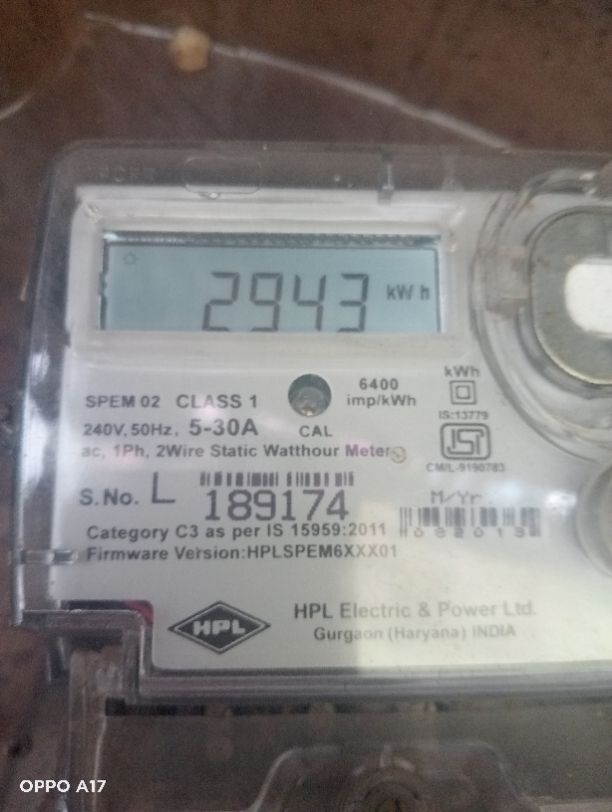 2943 kWh
SPEM 02 CLASS 1
6400
imp/kWh
kWh
IS:13779
240V, 50Hz, 5-30A
CAL
ac, 1Ph, 2Wire Static Watthour Meter
CM/L-9190783
S.No. L 189174
M/Yr
Category C3 as per IS 15959:2011
Firmware Version:HPLSPEM6XXX01
HPL
HPL Electric & Power Ltd.
Gurgaon (Haryana) INDIA
OPPO A17